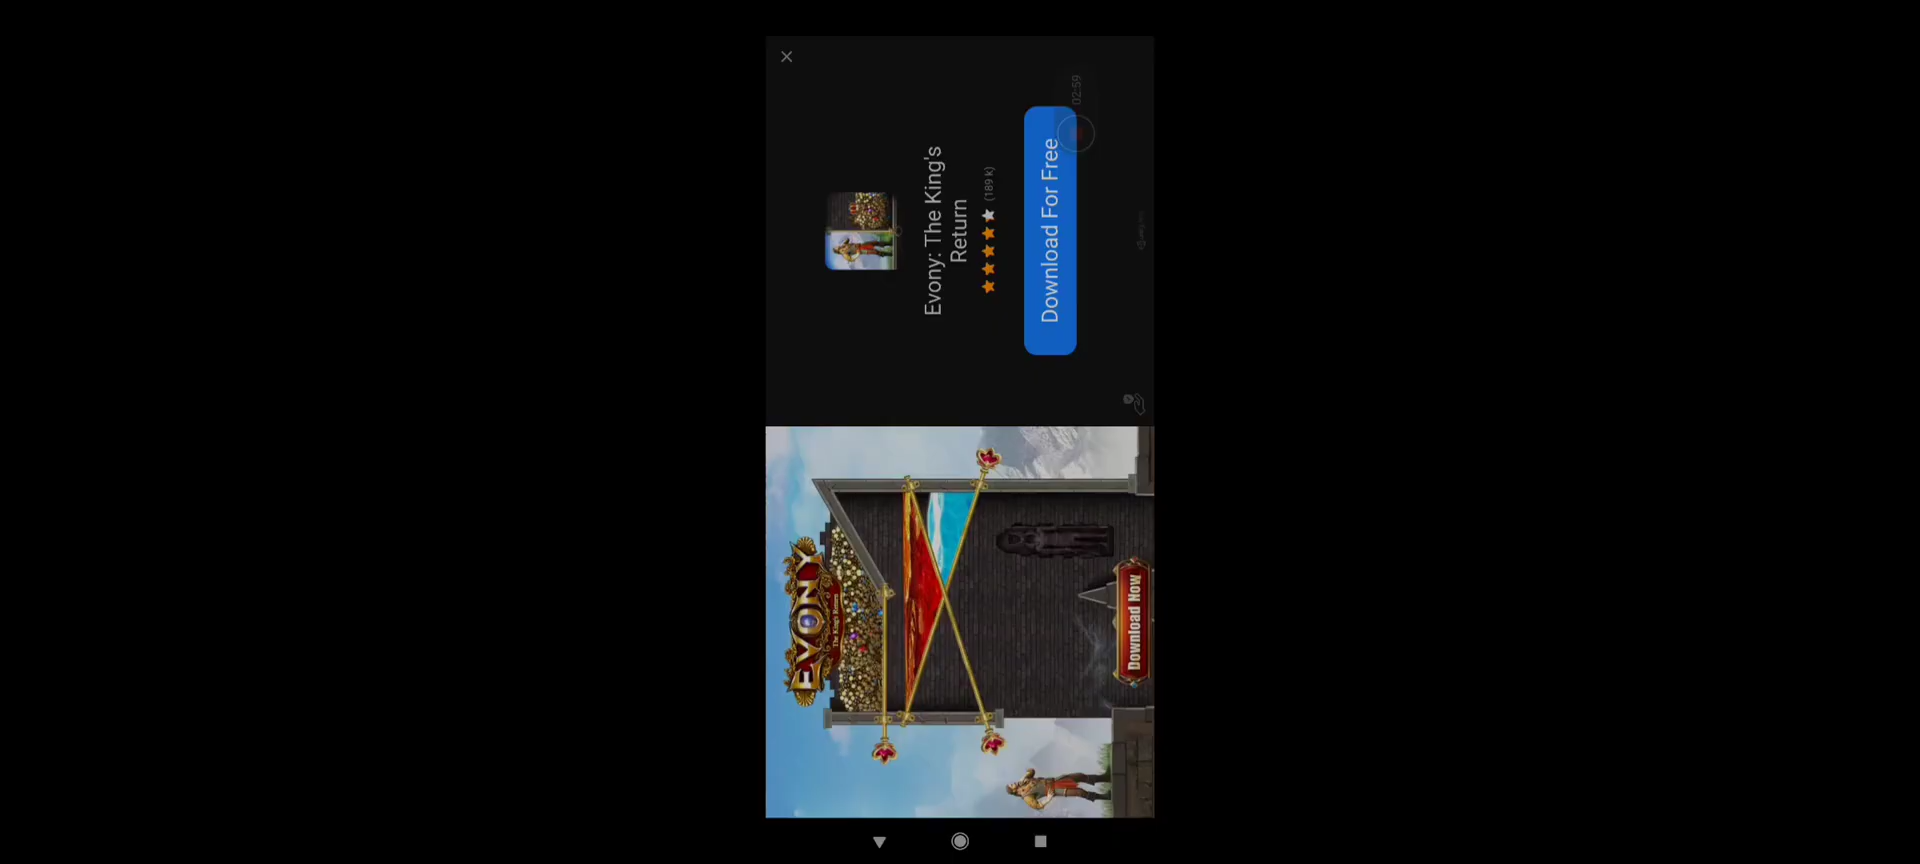 Evony: The King's
Return
(189 k)
Download For Free
02:59
EVONY
The King's Return
Download Now